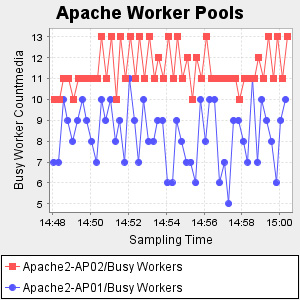 Apache Worker Pools
Busy Worker Countmedia
13
12
11
10
9
8
7
6
5
14:48 14:50 14:52 14:54 14:56 14:58 15:00
Sampling Time
Apache2-AP02/Busy Workers
Apache2-AP01/Busy Workers